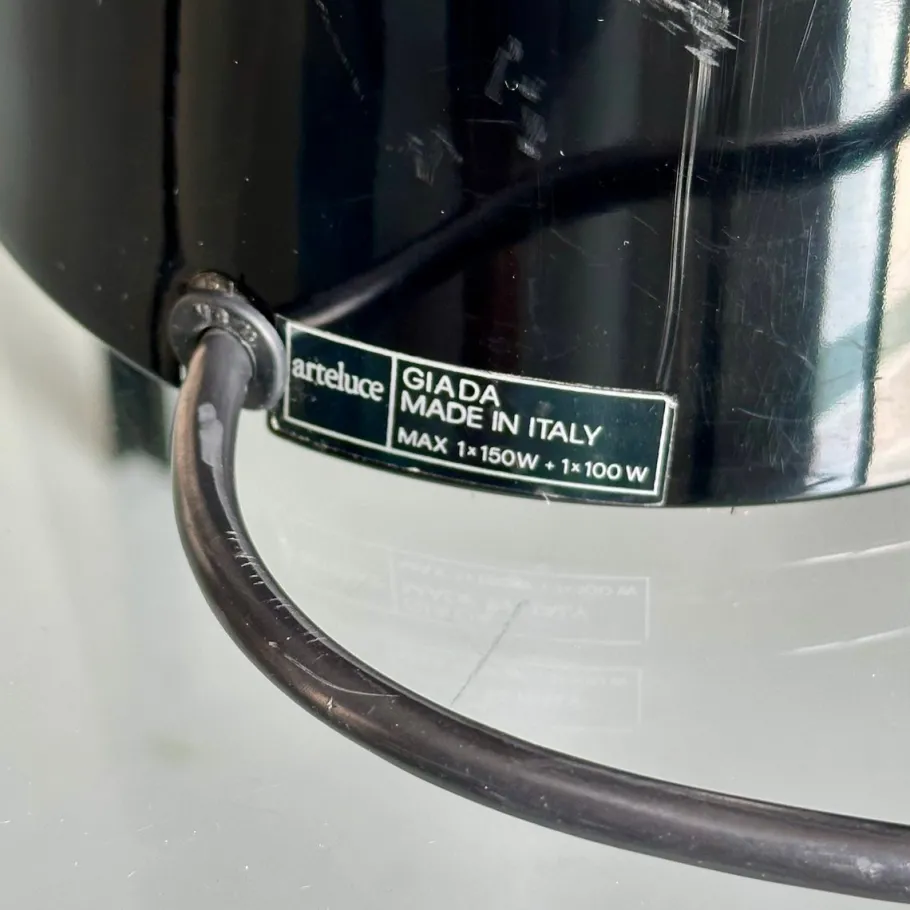 arteluce
GIADA
MADE IN ITALY
MAX 1×150W + 1×100 W